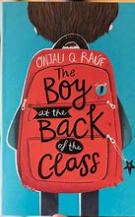 ONJALI Q. RAÚF
The
BOY
at the
BACK
of the
CLASS